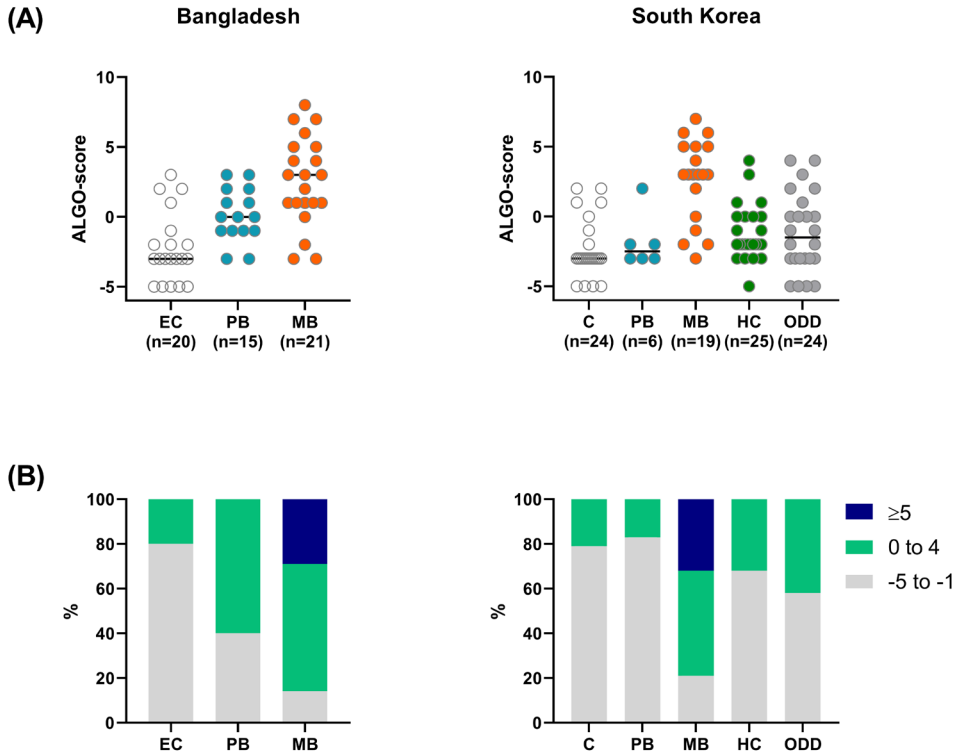 (A)
Bangladesh
South Korea
ALGO-score
10
5
0
-5
EC
PB
MB
(n=20)
(n=15)
(n=21)
ALGO-score
10
5
0
-5
C
PB
MB
HC
ODD
(n=24)
(n=6)
(n=19)
(n=25)
(n=24)
(B)
%
100
80
60
40
20
0
EC
PB
MB
%
100
80
60
40
20
0
C
PB
MB
HC
ODD
≥5
0 to 4
-5 to -1